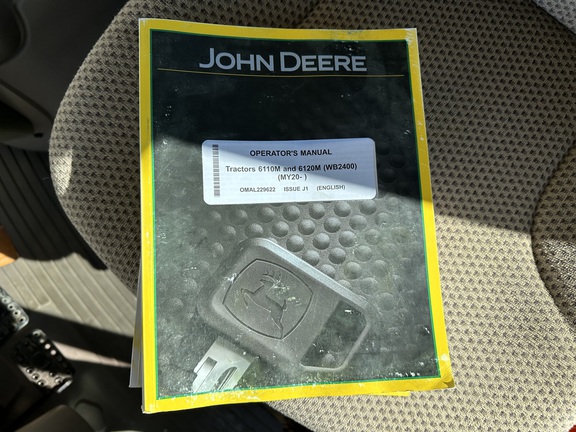 JOHN DEERE
OPERATOR'S MANUAL
Tractors 6110M and 6120M (WB2400)
(MY20- )
OMAL229622 ISSUE J1 (ENGLISH)